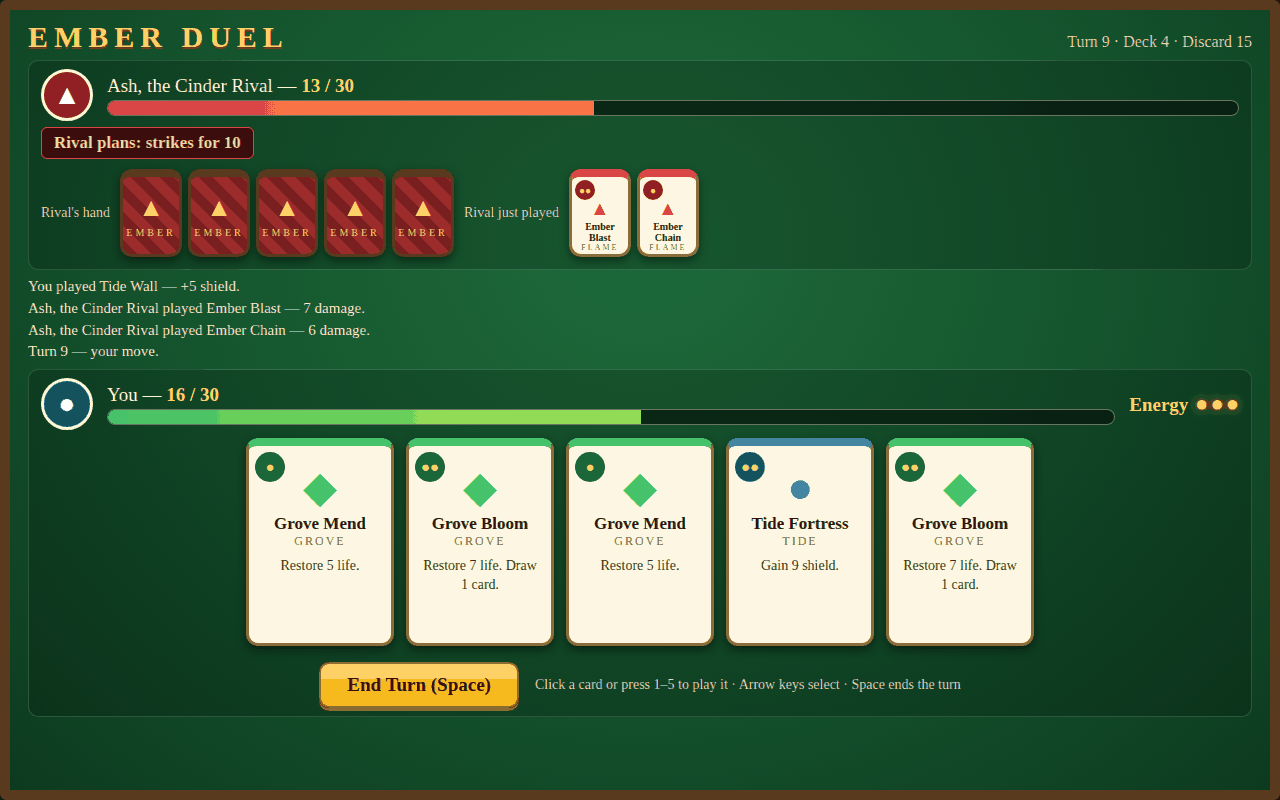 EMBER DUEL
Turn 9 · Deck 4 · Discard 15
Ash, the Cinder Rival — 13 / 30
Rival plans: strikes for 10
Rival's hand
EMBER
EMBER
EMBER
EMBER
EMBER
Rival just played
Ember
Blast
FLAME
Ember
Chain
FLAME
You played Tide Wall — +5 shield.
Ash, the Cinder Rival played Ember Blast — 7 damage.
Ash, the Cinder Rival played Ember Chain — 6 damage.
Turn 9 — your move.
You — 16 / 30
Energy
Grove Mend
GROVE
Restore 5 life.
Grove Bloom
GROVE
Restore 7 life. Draw
1 card.
Grove Mend
GROVE
Restore 5 life.
Tide Fortress
TIDE
Gain 9 shield.
Grove Bloom
GROVE
Restore 7 life. Draw
1 card.
End Turn (Space)
Click a card or press 1–5 to play it · Arrow keys select · Space ends the turn